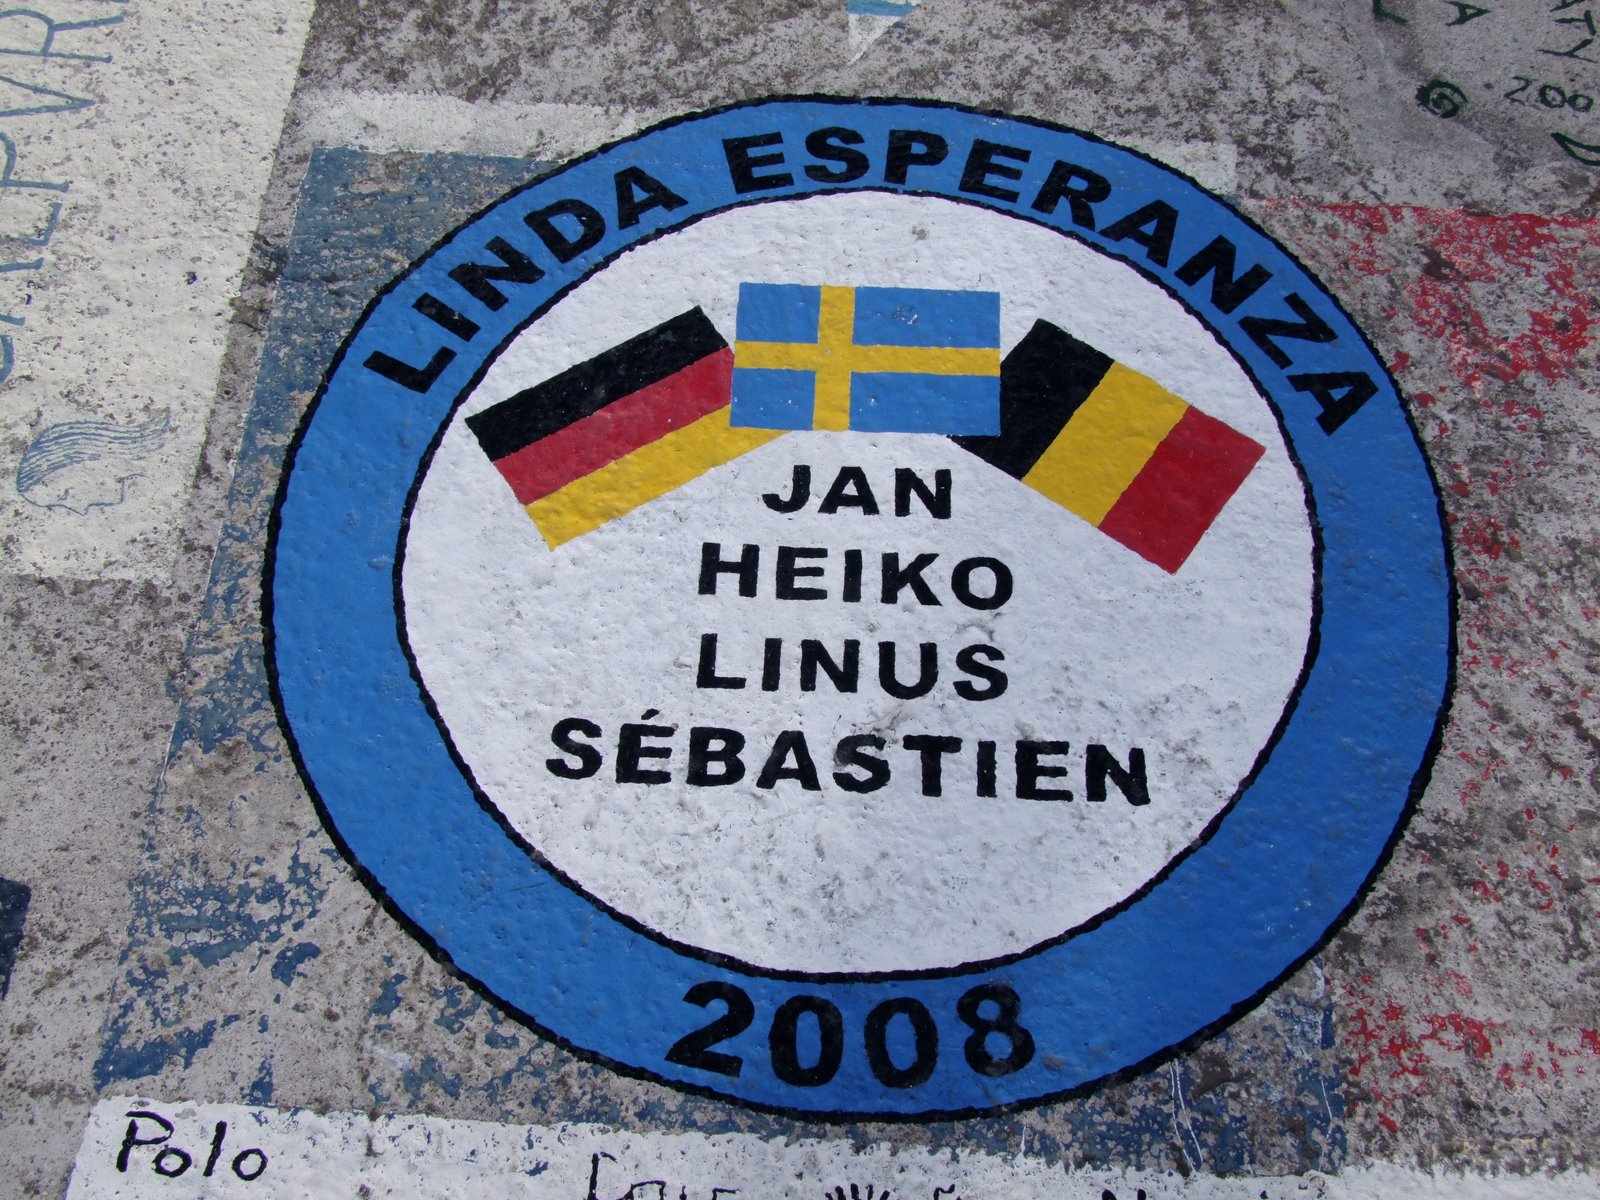 LINDA ESPERANZA
JAN
HEIKO
LINUS
SÉBASTIEN
2008
Polo